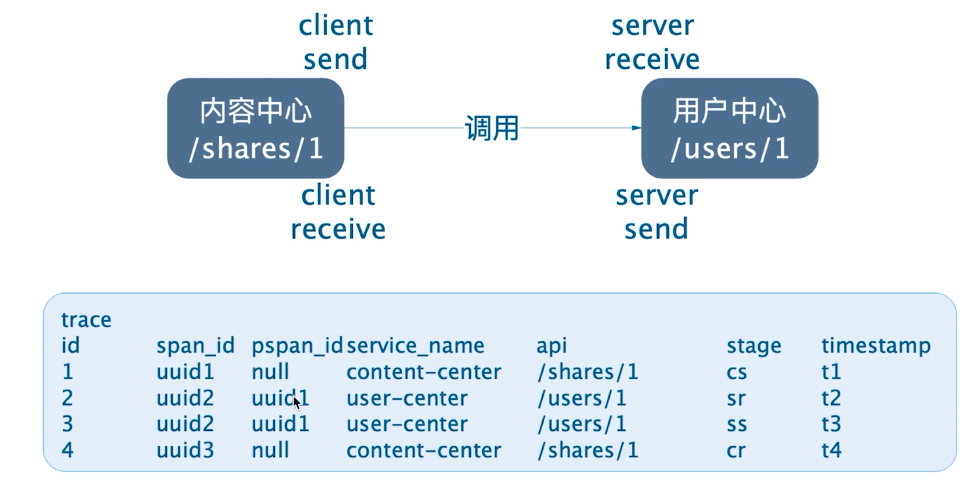 client
send
server
receive
内容中心
/shares/1
调用
用户中心
/users/1
client
receive
server
send
trace
id span_id pspan_id service_name api stage timestamp
1 uuid1 null content-center /shares/1 cs t1
2 uuid2 uuid1 user-center /users/1 sr t2
3 uuid2 uuid1 user-center /users/1 ss t3
4 uuid3 null content-center /shares/1 cr t4